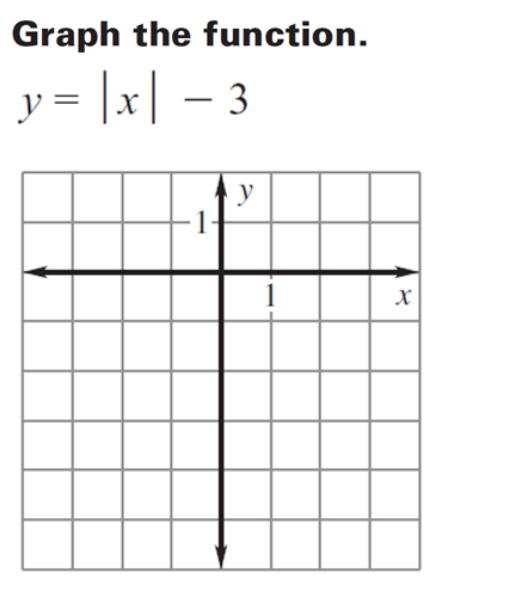 Graph the function.
y = |x| − 3
y
1
1
x